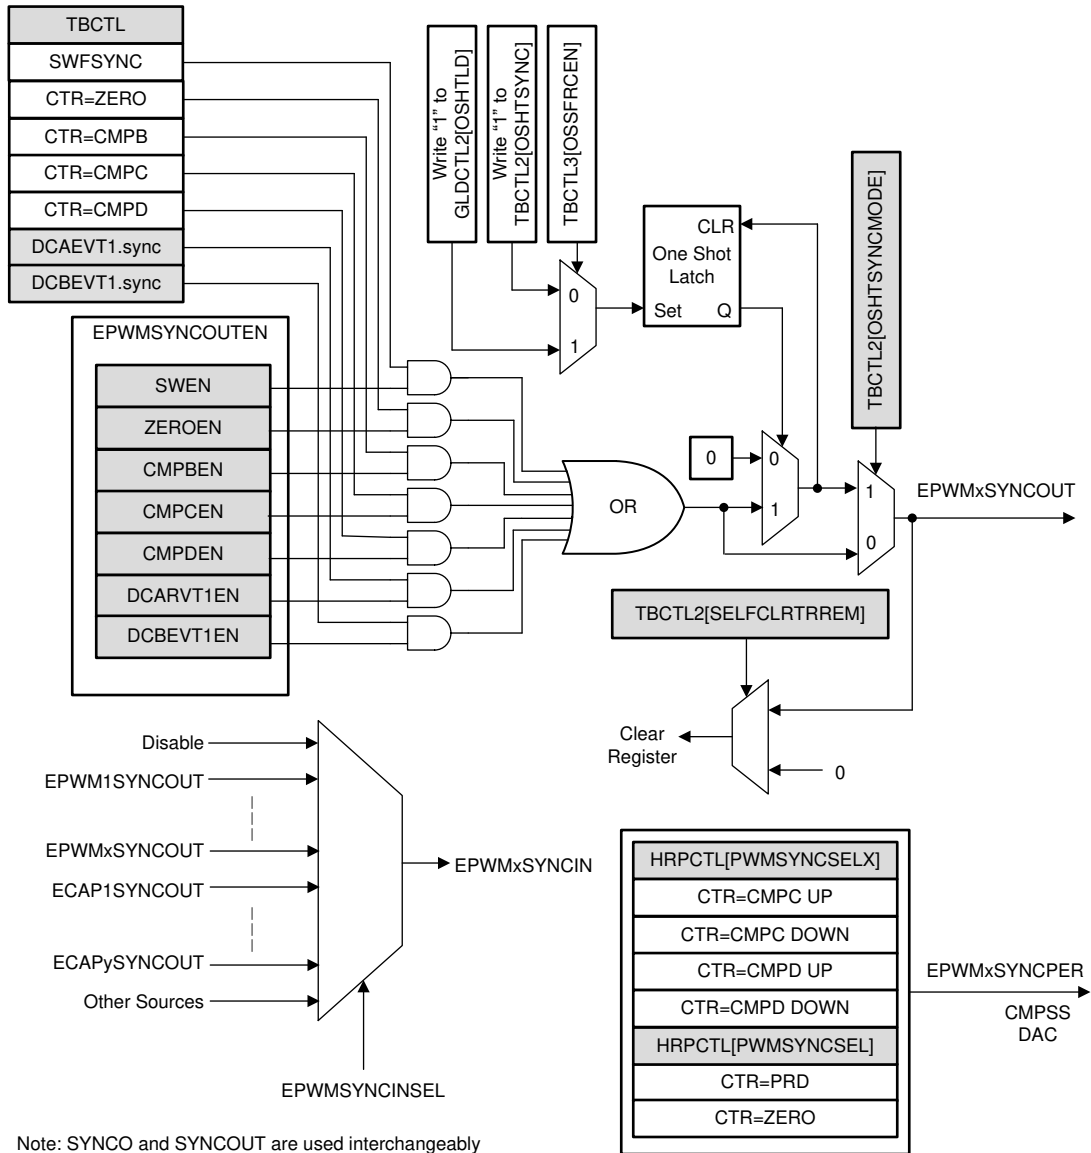 TBCTL
SWFSYNC
CTR=ZERO
CTR=CMPB
CTR=CMPC
CTR=CMPD
DCAEVT1.sync
DCBEVT1.sync
EPWMSYNCOUTEN
SWEN
ZEROEN
CMPBEN
CMPCEN
CMPDEN
DCARVT1EN
DCBEVT1EN
Write “1” to
GLDCTL2[OSHTLD]
Write “1” to
TBCTL2[OSHTSYNC]
TBCTL3[OSSFRCEN]
0
1
CLR
One Shot
Latch
Set Q
TBCTL2[OSHTSYNCMODE]
OR
0
0
1
1
0
EPWMxSYNCOUT
TBCTL2[SELFCLRTRREM]
Clear
Register
0
Disable
EPWM1SYNCOUT
EPWMxSYNCOUT
ECAP1SYNCOUT
ECAPySYNCOUT
Other Sources
EPWMxSYNCIN
EPWMSYNCINSEL
HRPCTL[PWMSYNCSELX]
CTR=CMPC UP
CTR=CMPC DOWN
CTR=CMPD UP
CTR=CMPD DOWN
HRPCTL[PWMSYNCSEL]
CTR=PRD
CTR=ZERO
EPWMxSYNCPER
CMPSS
DAC
Note: SYNCO and SYNCOUT are used interchangeably